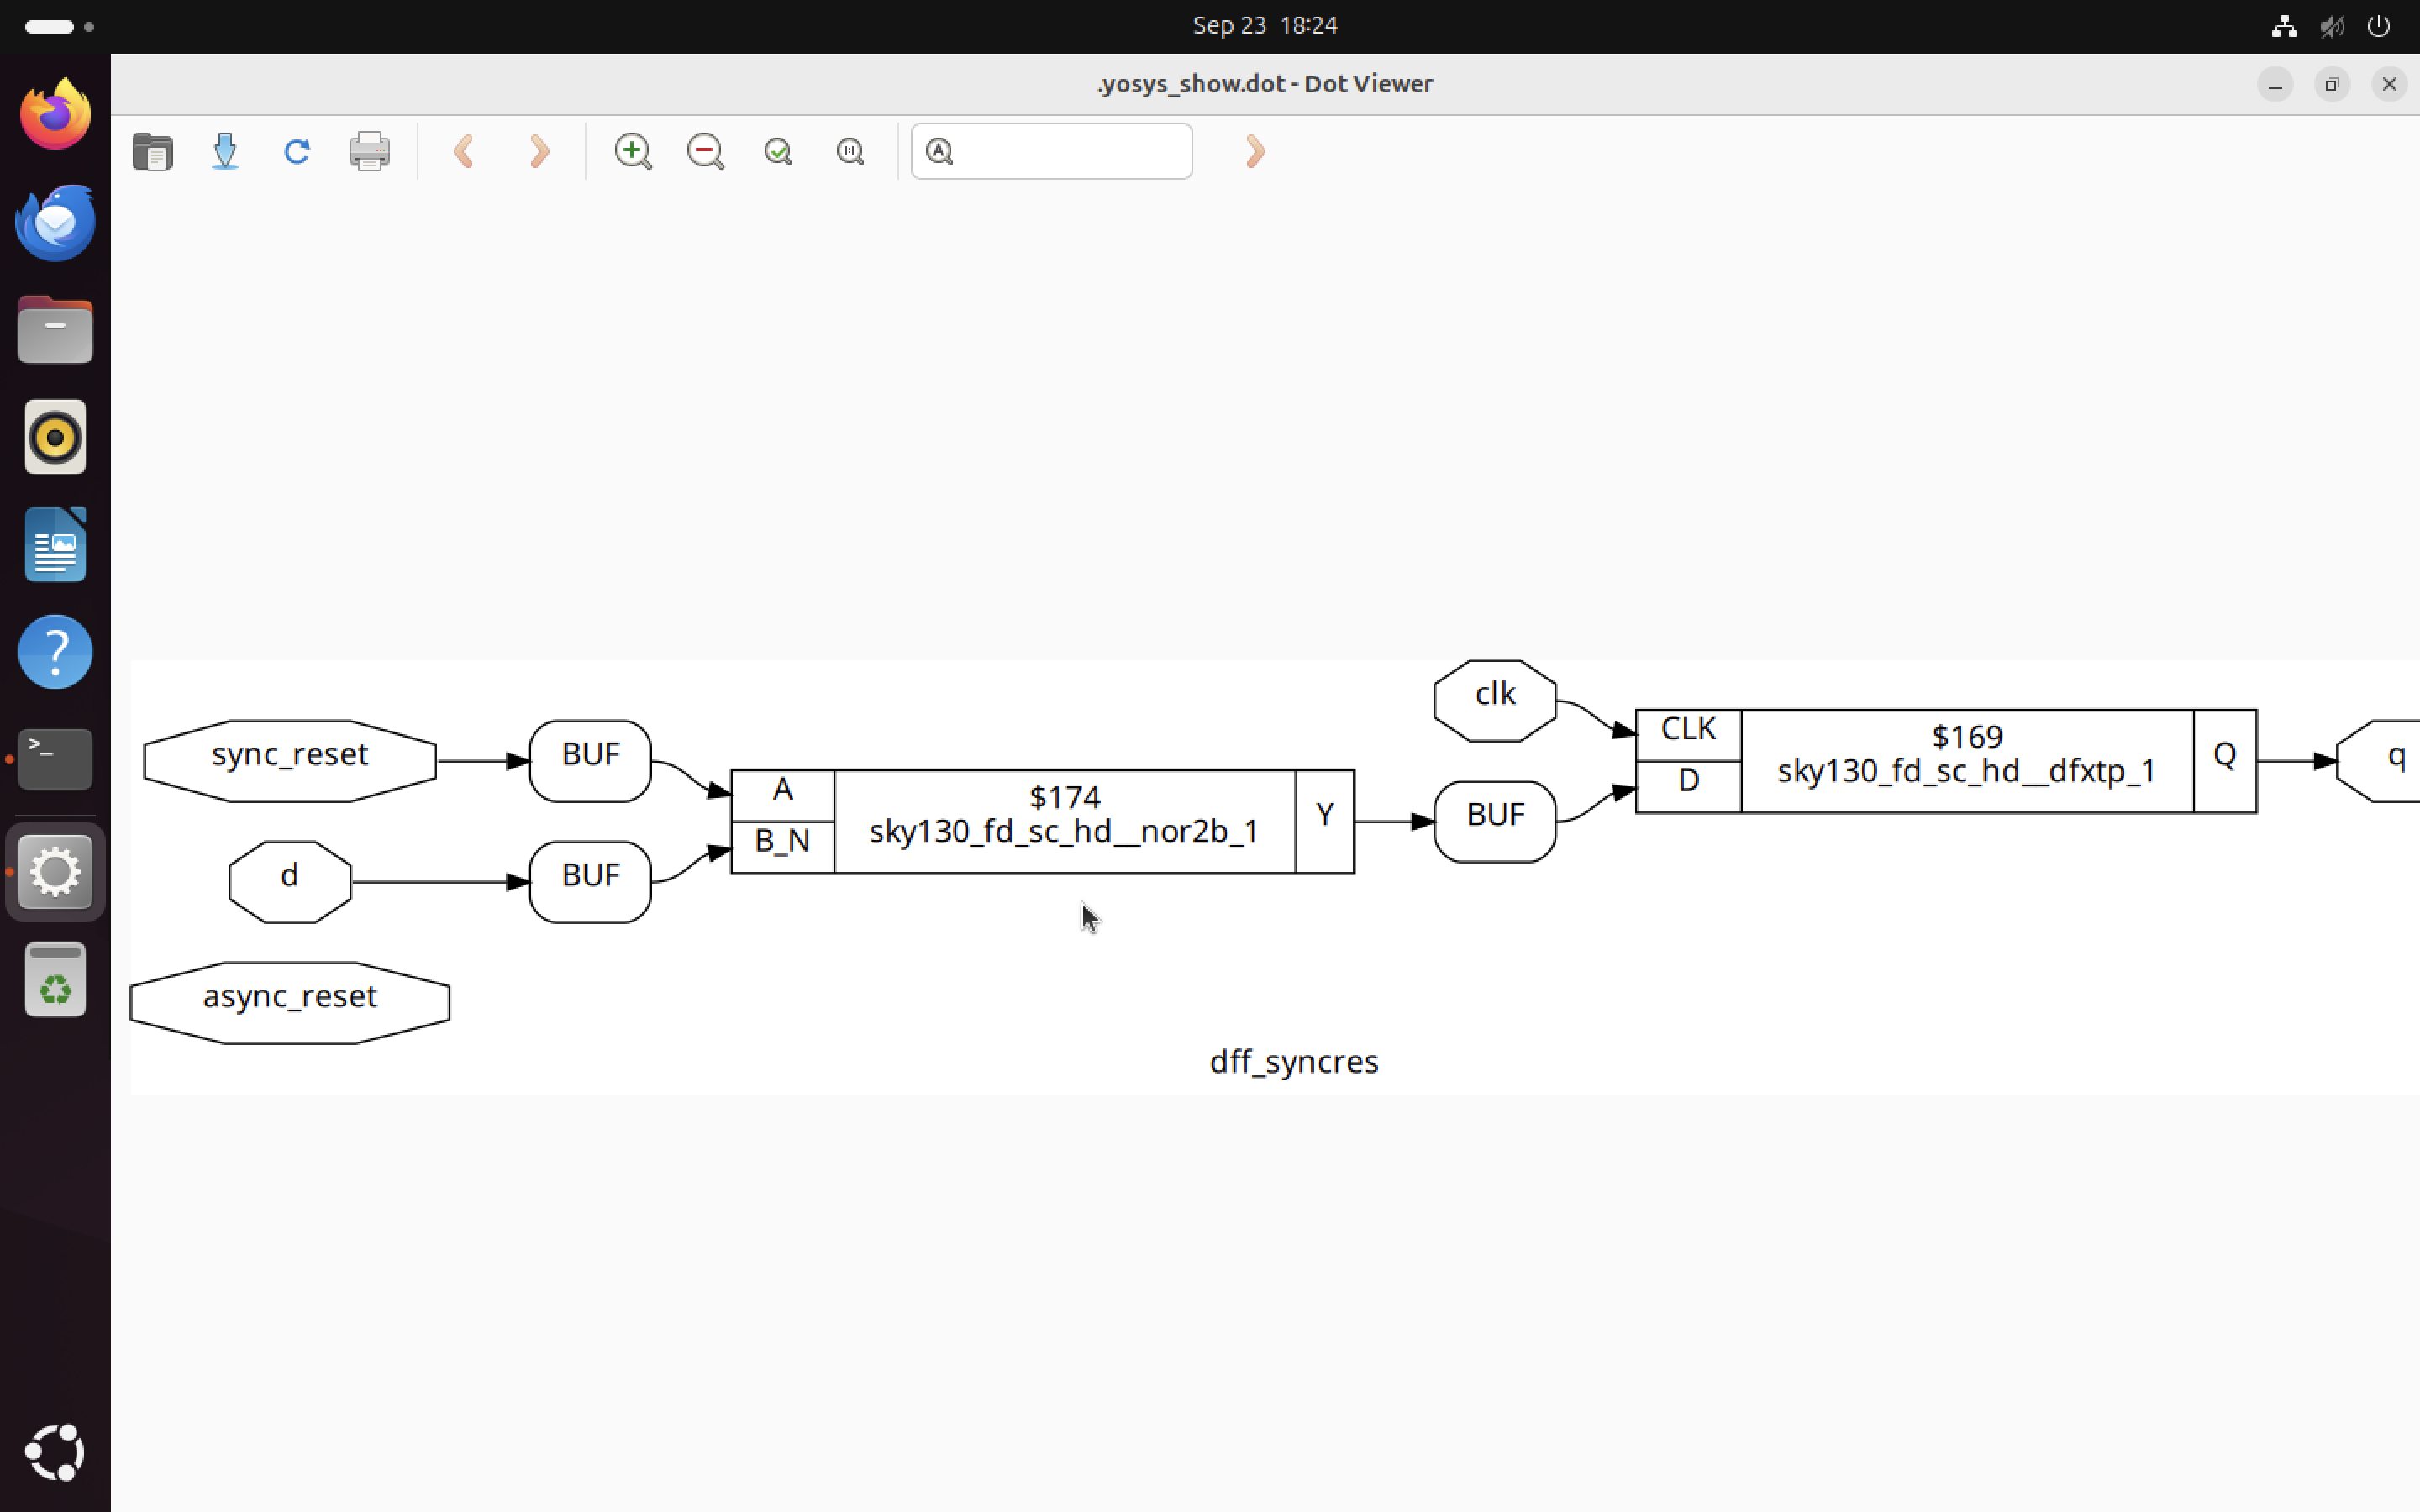 Sep 23 18:24
.yosys_show.dot - Dot Viewer
clk
sync_reset
BUF
A
B_N
$174
sky130_fd_sc_hd__nor2b_1
Y
BUF
CLK
D
$169
sky130_fd_sc_hd__dfxtp_1
Q
q
d
BUF
async_reset
dff_syncres